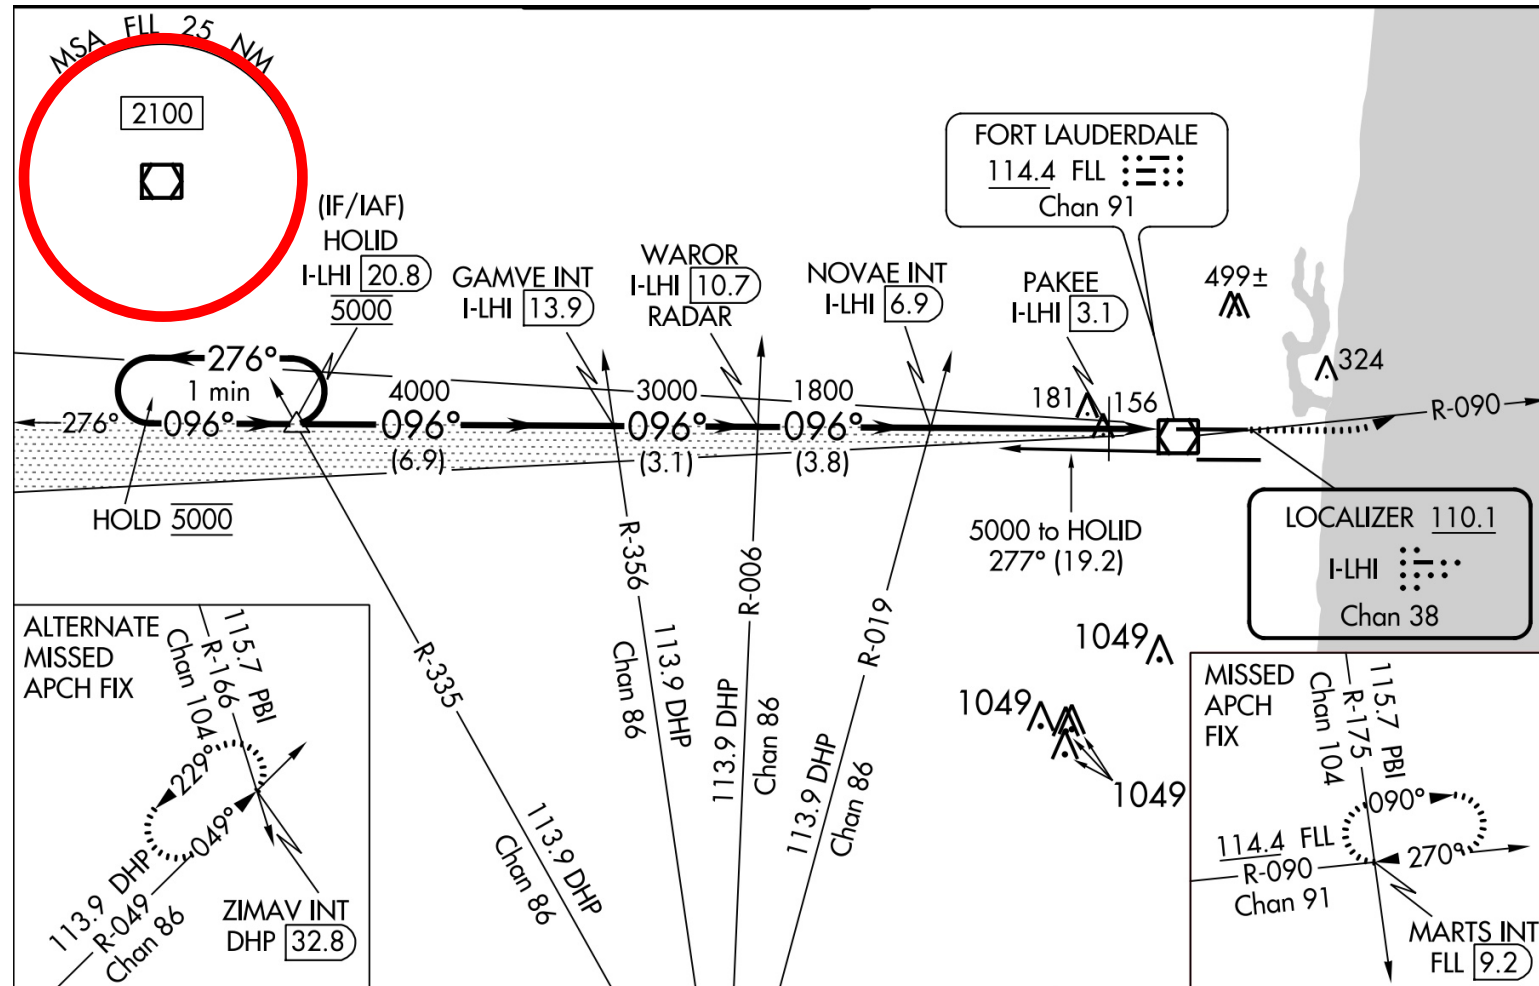 MSA FLL 25 NM
2100
(IF/IAF)
HOLID
I-LHI 20.8
5000
GAMVE INT
I-LHI 13.9
WAROR
I-LHI 10.7
RADAR
NOVAE INT
I-LHI 6.9
PAKEE
I-LHI 3.1
FORT LAUDERDALE
114.4 FLL
Chan 91
499±
324
276°
1 min
276°
096°
4000
096°
(6.9)
3000
096°
(3.1)
1800
096°
(3.8)
181
156
R-090
HOLD 5000
5000 to HOLID
277° (19.2)
LOCALIZER 110.1
I-LHI
Chan 38
R-335
113.9 DHP
Chan 86
R-356
113.9 DHP
Chan 86
R-006
113.9 DHP
Chan 86
R-019
113.9 DHP
Chan 86
1049
1049
1049
ALTERNATE
MISSED
APCH FIX
115.7 PBI
R-166
Chan 104
229°
049°
113.9 DHP
R-049
Chan 86
ZIMAV INT
DHP 32.8
MISSED
APCH
FIX
115.7 PBI
R-175
Chan 104
090°
270°
114.4 FLL
R-090
Chan 91
MARTS INT
FLL 9.2